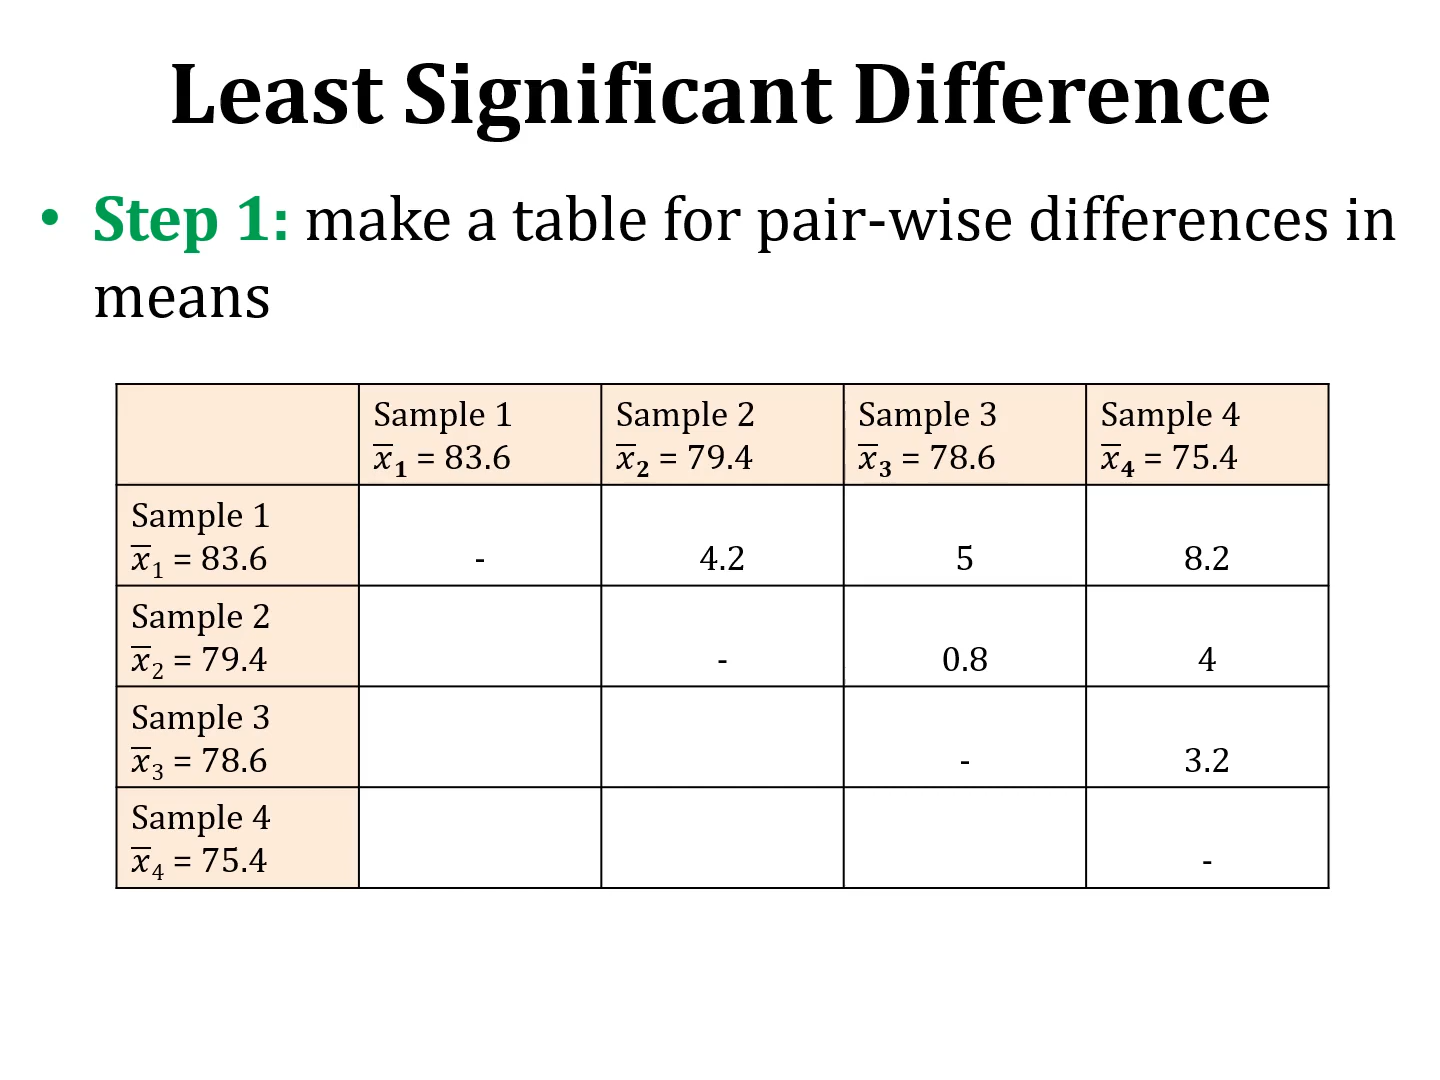 Least Significant Difference
• Step 1: make a table for pair-wise differences in
means
Sample 1 Sample 2 Sample 3 Sample 4
x̅₁ = 83.6 x̅₂ = 79.4 x̅₃ = 78.6 x̅₄ = 75.4
Sample 1
x̅₁ = 83.6 - 4.2 5 8.2
Sample 2
x̅₂ = 79.4 - 0.8 4
Sample 3
x̅₃ = 78.6 - 3.2
Sample 4
x̅₄ = 75.4 -